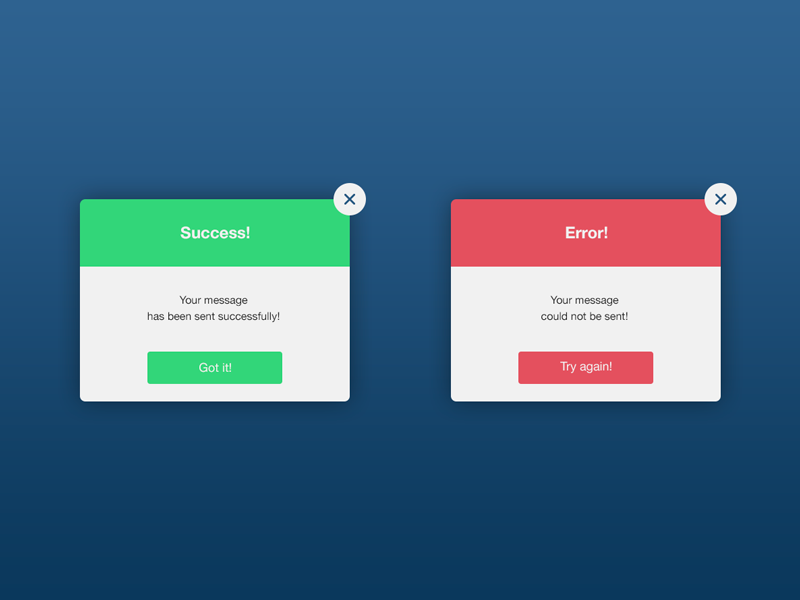 Success!
Your message
has been sent successfully!
Got it!
Error!
Your message
could not be sent!
Try again!